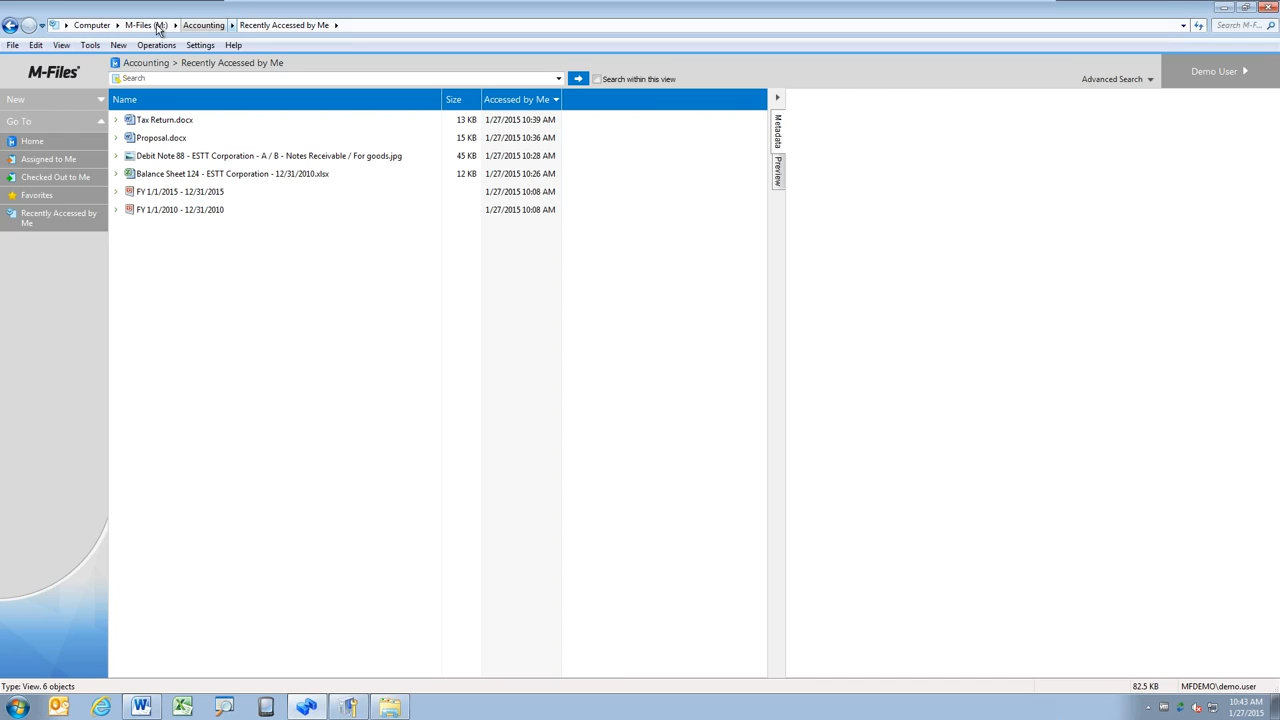 Computer M-Files (M:) Accounting Recently Accessed by Me
Search M-F...
File Edit View Tools New Operations Settings Help
M-Files
Accounting > Recently Accessed by Me
Search
Search within this view
Advanced Search
Demo User
New
Go To
Home
Assigned to Me
Checked Out to Me
Favorites
Recently Accessed by
Me
Name Size Accessed by Me
Tax Return.docx 13 KB 1/27/2015 10:39 AM
Proposal.docx 15 KB 1/27/2015 10:36 AM
Debit Note 88 - ESTT Corporation - A / B - Notes Receivable / For goods.jpg 45 KB 1/27/2015 10:28 AM
Balance Sheet 124 - ESTT Corporation - 12/31/2010.xlsx 12 KB 1/27/2015 10:26 AM
FY 1/1/2015 - 12/31/2015 1/27/2015 10:08 AM
FY 1/1/2010 - 12/31/2010 1/27/2015 10:08 AM
Metadata
Preview
Type: View. 6 objects 82.5 KB MFDEMO\demo.user
10:43 AM
1/27/2015